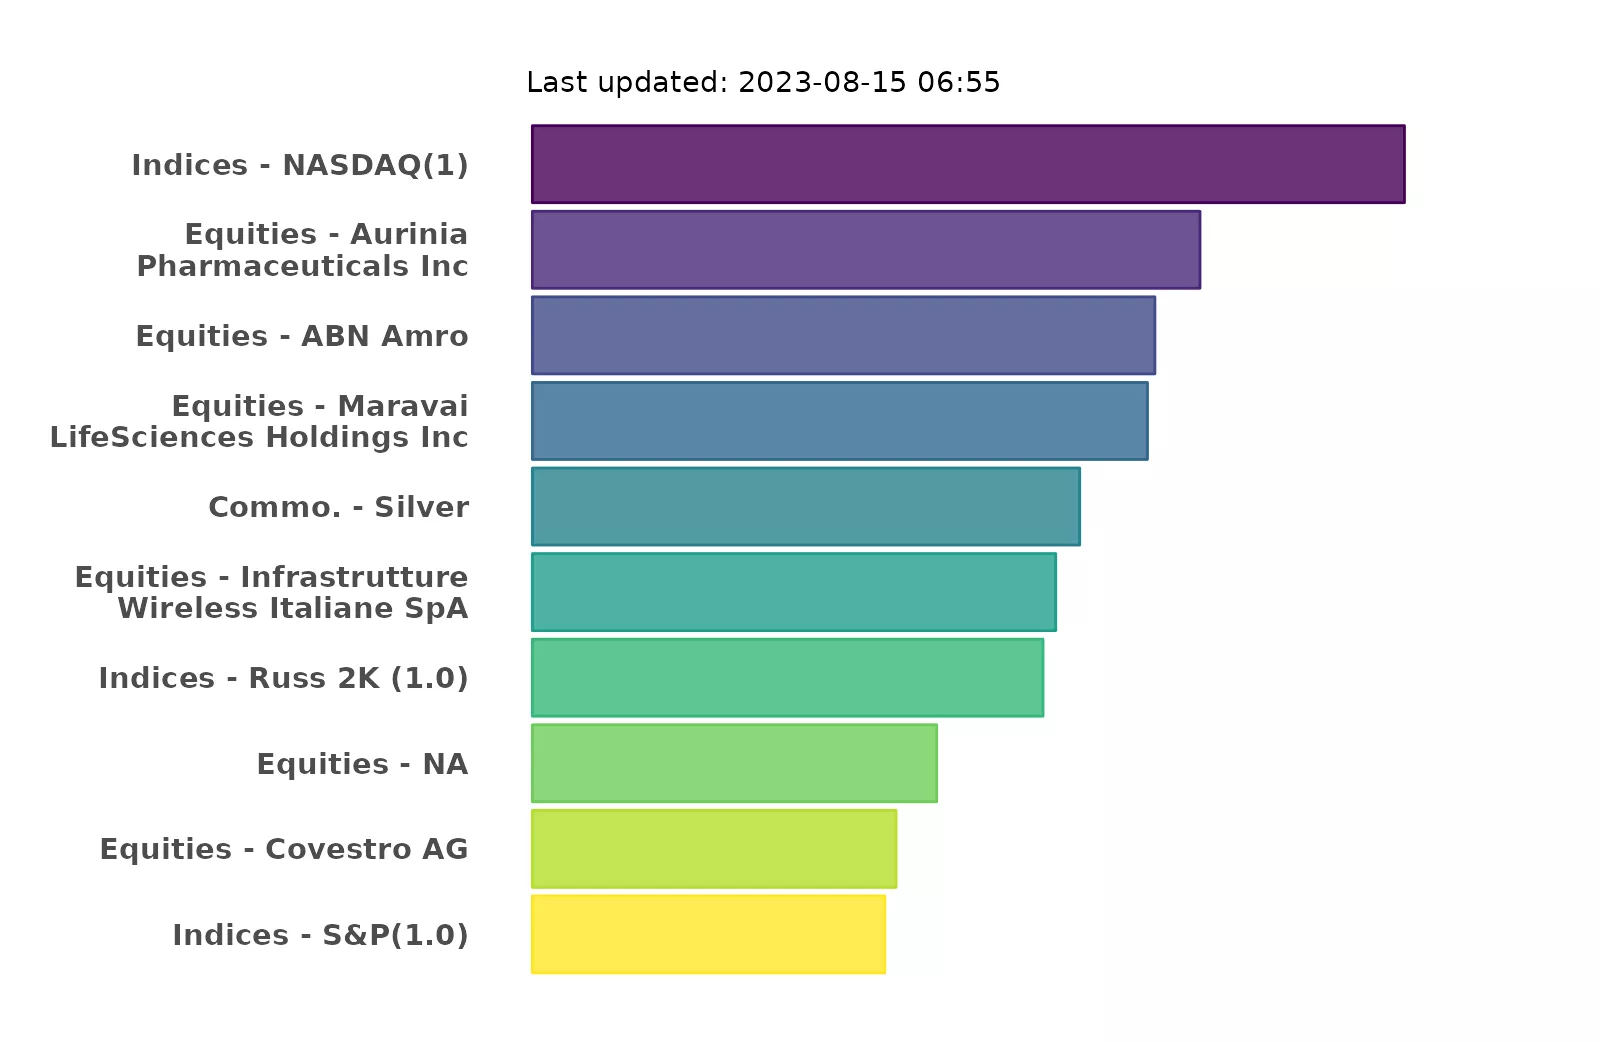 Last updated: 2023-08-15 06:55
Indices - NASDAQ(1)
Equities - Aurinia
Pharmaceuticals Inc
Equities - ABN Amro
Equities - Maravai
LifeSciences Holdings Inc
Commo. - Silver
Equities - Infrastrutture
Wireless Italiane SpA
Indices - Russ 2K (1.0)
Equities - NA
Equities - Covestro AG
Indices - S&P(1.0)